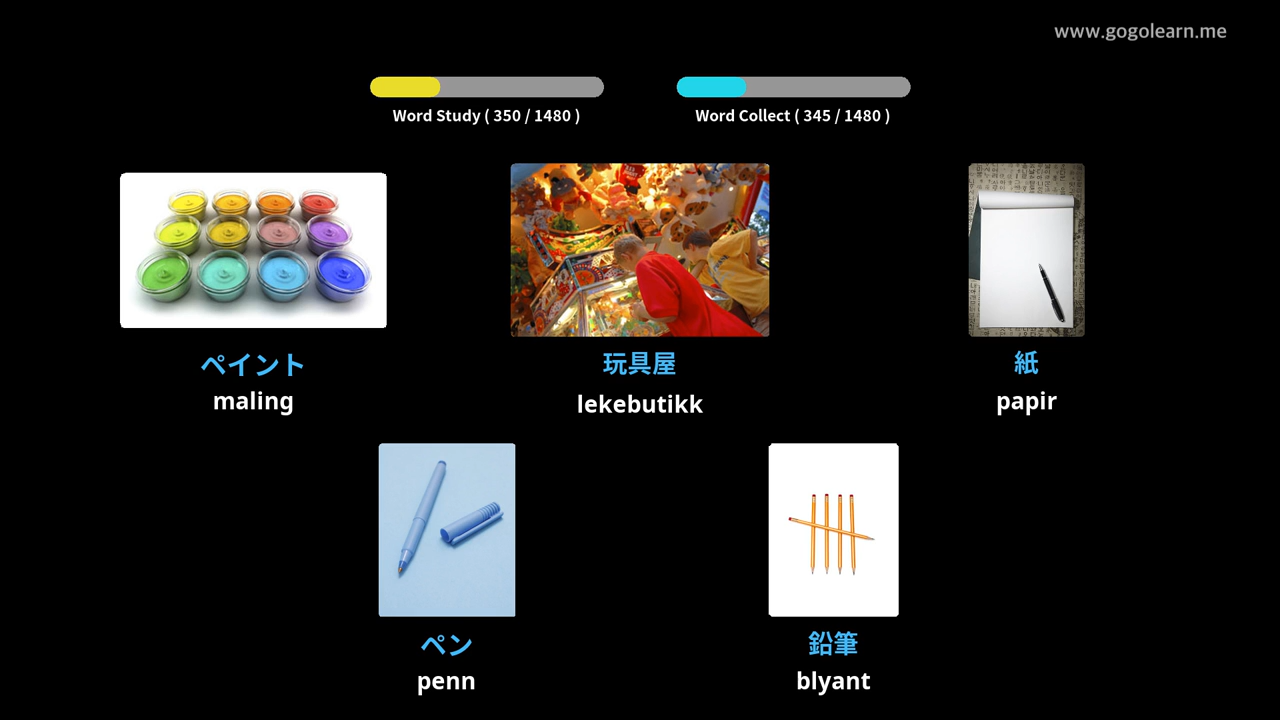 www.gogolearn.me
Word Study ( 350 / 1480 )
Word Collect ( 345 / 1480 )
ペイント
maling
玩具屋
lekebutikk
紙
papir
ペン
penn
鉛筆
blyant